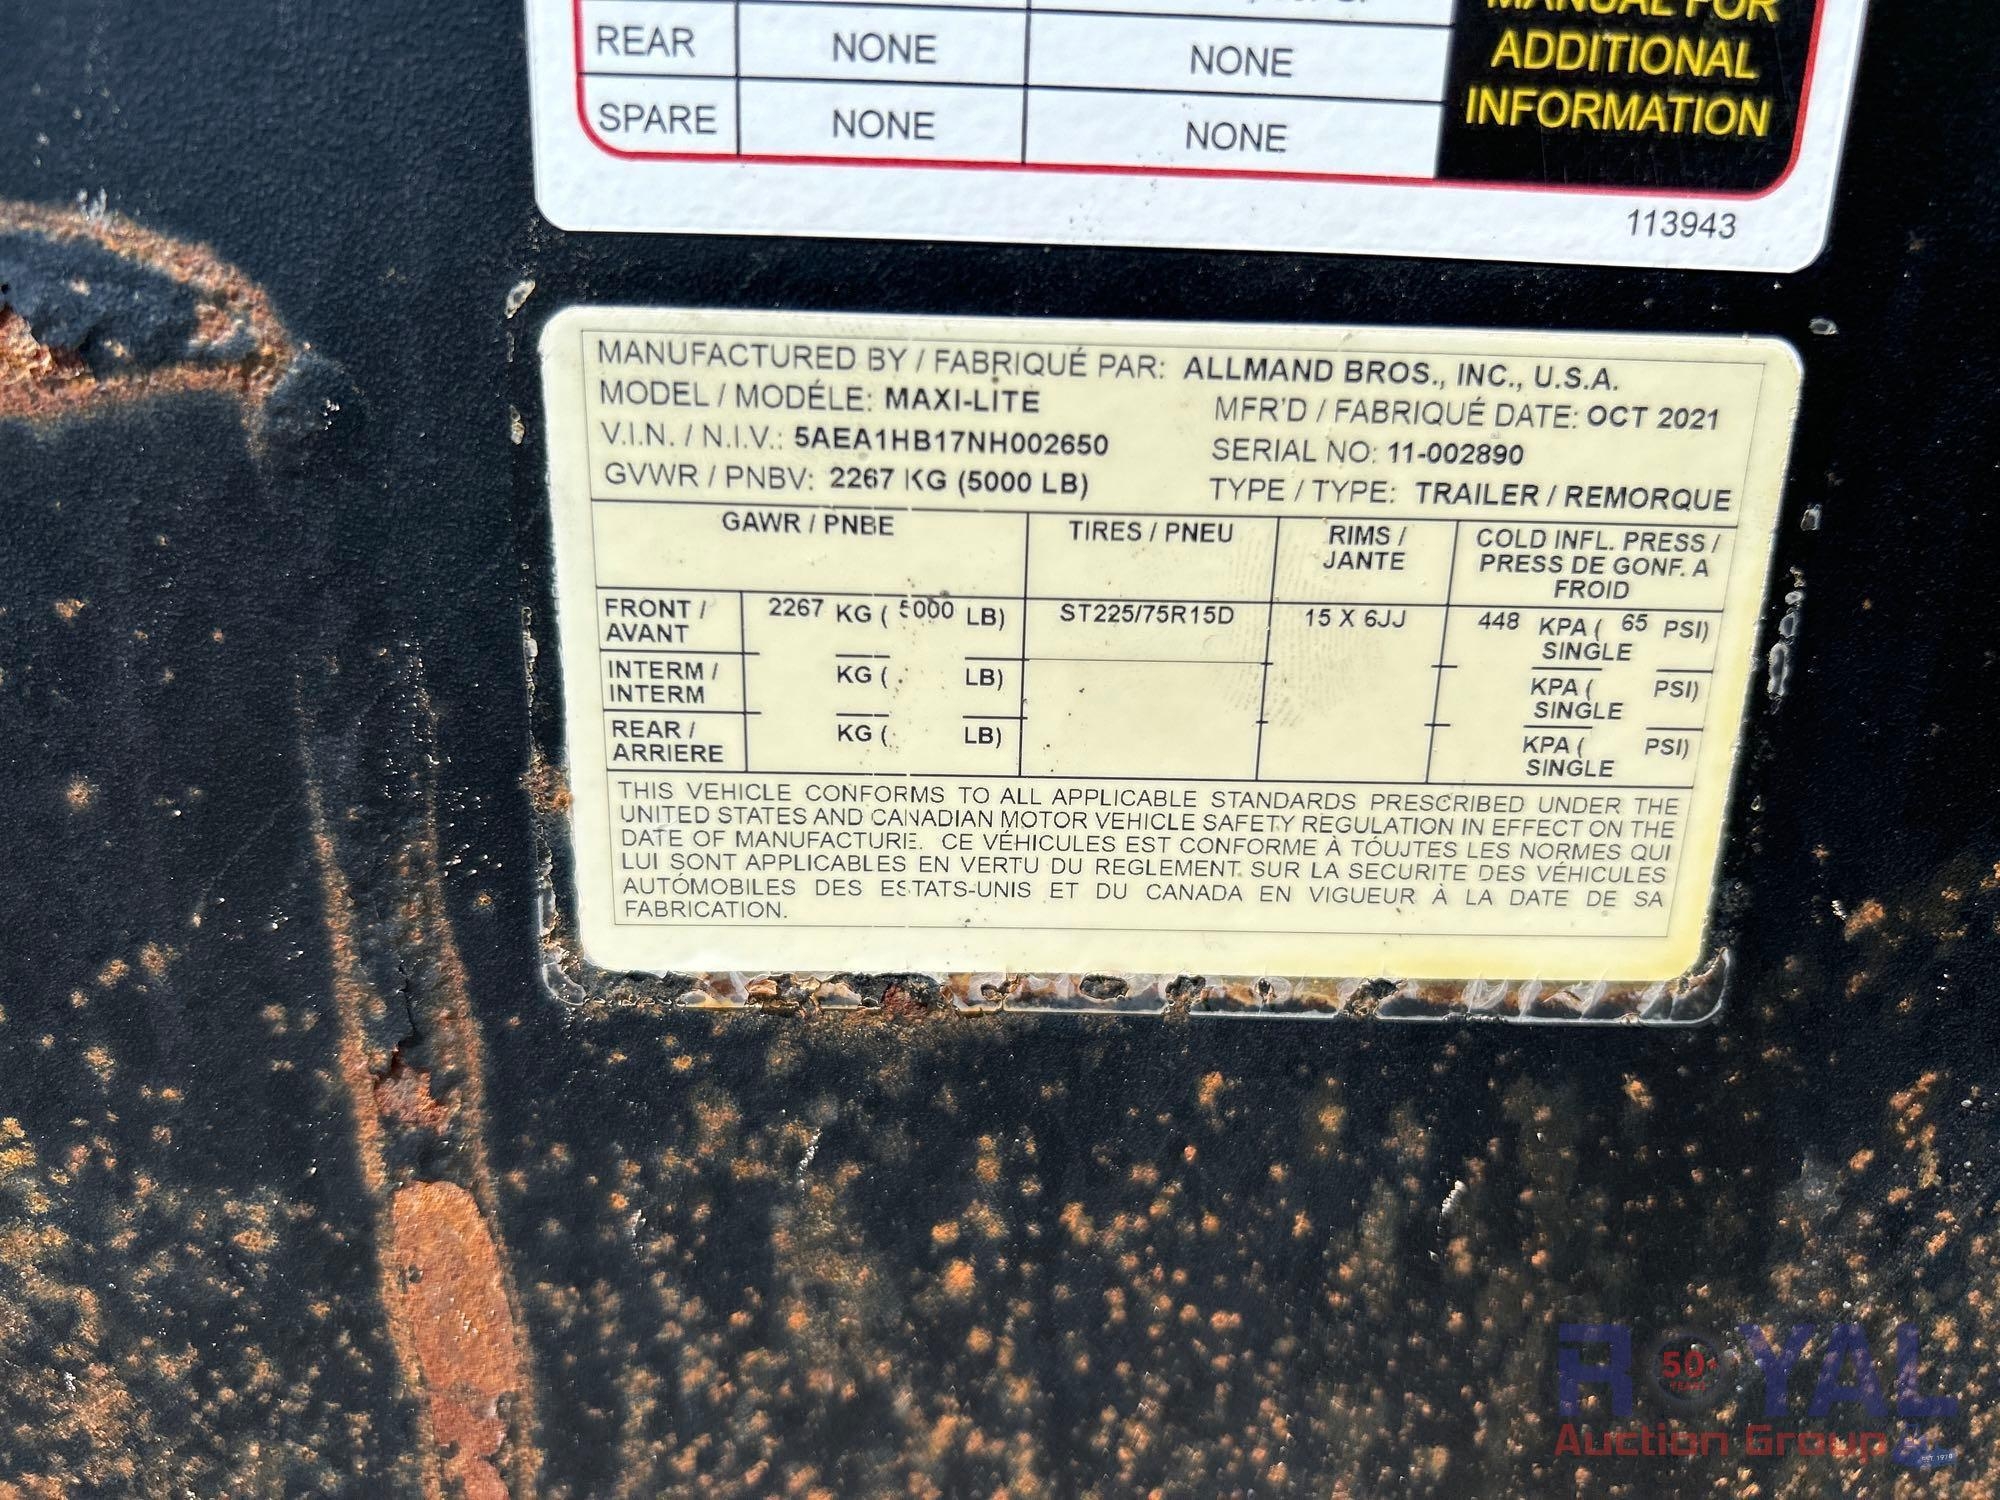 MANUAL FOR
REAR NONE NONE ADDITIONAL
SPARE NONE NONE INFORMATION
113943
MANUFACTURED BY / FABRIQUÉ PAR: ALLMAND BROS., INC., U.S.A.
MODEL / MODÉLE: MAXI-LITE MFR'D / FABRIQUÉ DATE: OCT 2021
V.I.N. / N.I.V.: 5AEA1HB17NH002650 SERIAL NO: 11-002890
GVWR / PNBV: 2267 KG (5000 LB) TYPE / TYPE: TRAILER / REMORQUE
GAWR / PNBE TIRES / PNEU RIMS / JANTE COLD INFL. PRESS /
PRESS DE GONF. A
FROID
FRONT / 2267 KG ( 5000 LB) ST225/75R15D 15 X 6JJ 448 KPA ( 65 PSI)
AVANT SINGLE
INTERM / KG ( LB) KPA ( PSI)
INTERM SINGLE
REAR / KG ( LB) KPA ( PSI)
ARRIERE SINGLE
THIS VEHICLE CONFORMS TO ALL APPLICABLE STANDARDS PRESCRIBED UNDER THE
UNITED STATES AND CANADIAN MOTOR VEHICLE SAFETY REGULATION IN EFFECT ON THE
DATE OF MANUFACTURE. CE VÉHICULES EST CONFORME À TÓUJTES LES NORMES QUI
LUI SONT APPLICABLES EN VERTU DU REGLEMENT SUR LA SECURITE DES VÉHICULES
AUTÓMOBILES DES ESTATS-UNIS ET DU CANADA EN VIGUEUR À LA DATE DE SA
FABRICATION.
ROYAL
50+
YEARS
Auction Group
EST. 1974